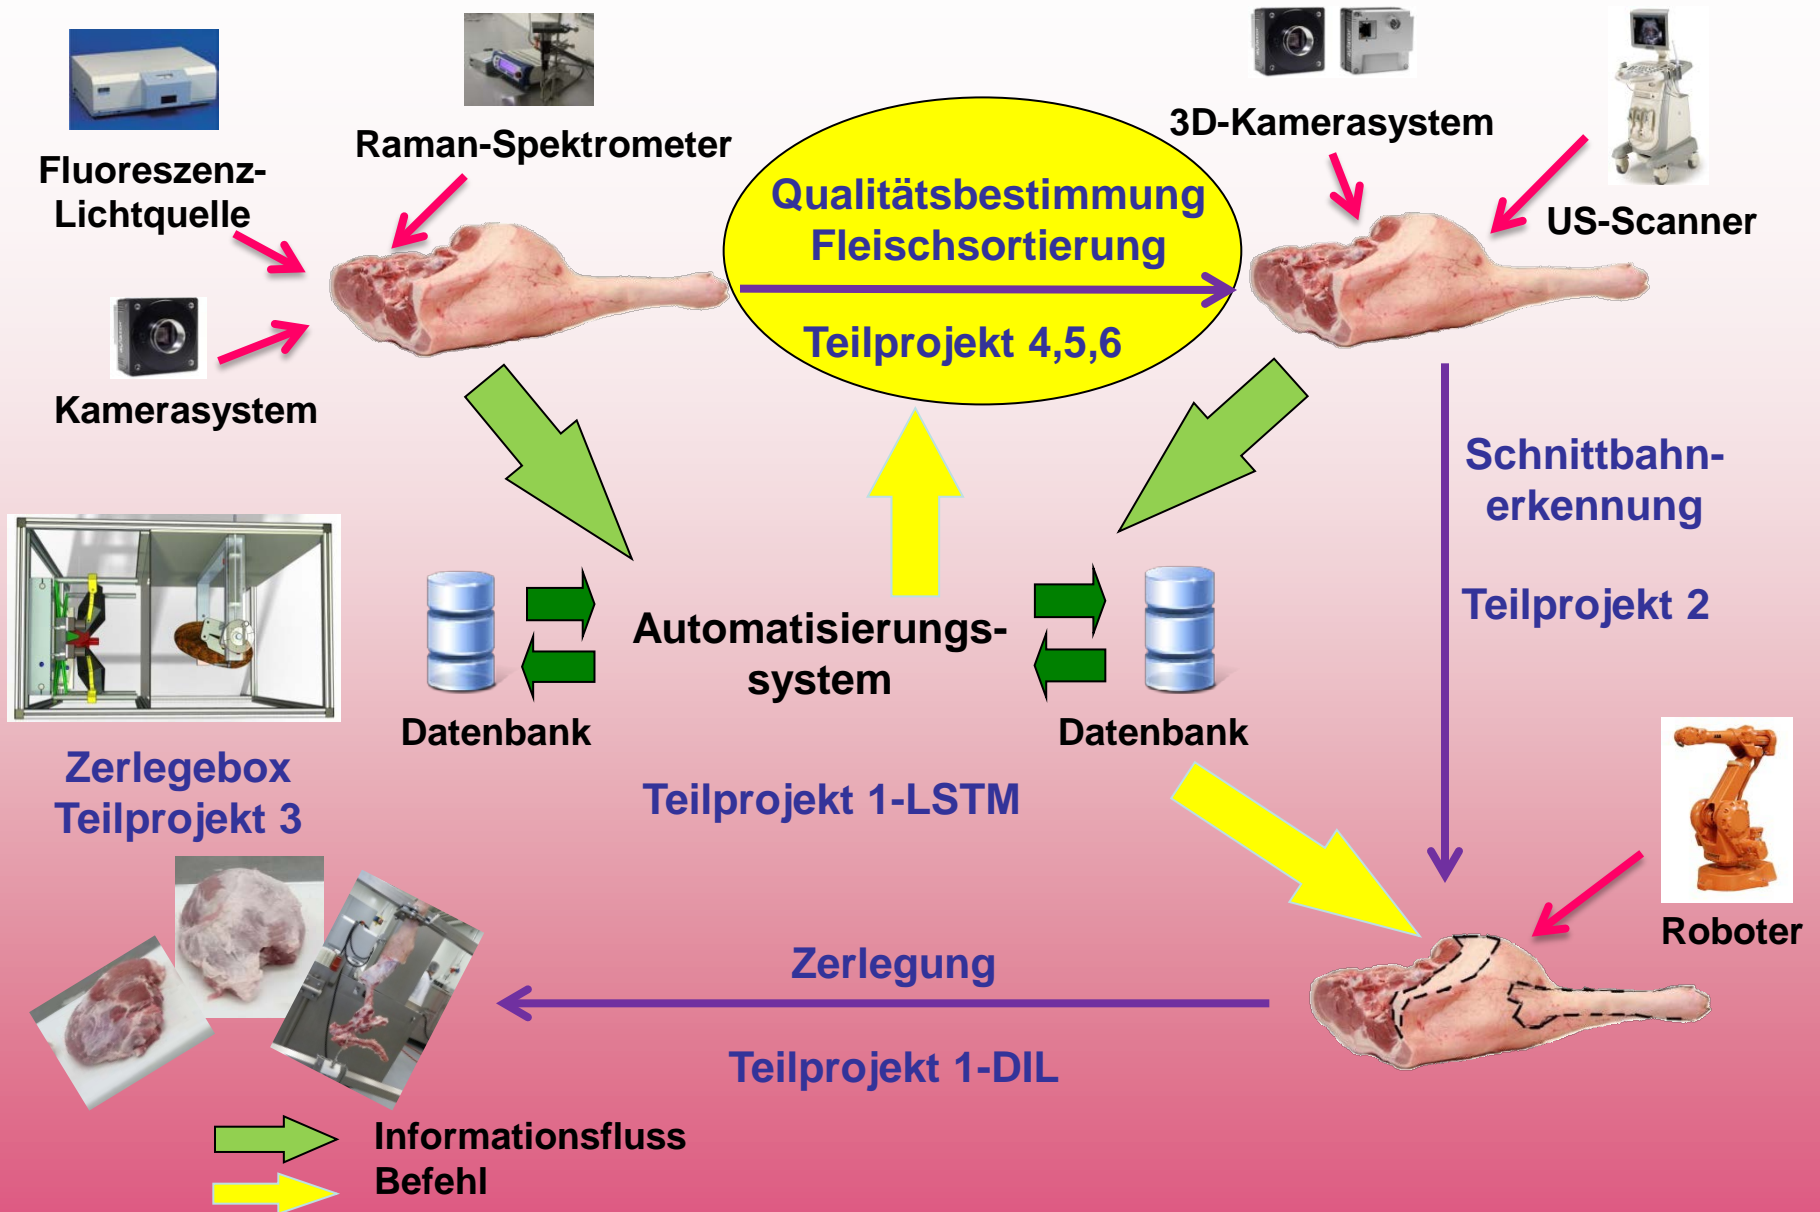 Raman-Spektrometer
3D-Kamerasystem
Fluoreszenz-
Lichtquelle
Qualitätsbestimmung
Fleischsortierung
US-Scanner
Teilprojekt 4,5,6
Kamerasystem
Schnittbahn-
erkennung
Teilprojekt 2
Automatisierungs-
system
Datenbank
Datenbank
Zerlegebox
Teilprojekt 3
Teilprojekt 1-LSTM
Roboter
Zerlegung
Teilprojekt 1-DIL
Informationsfluss
Befehl